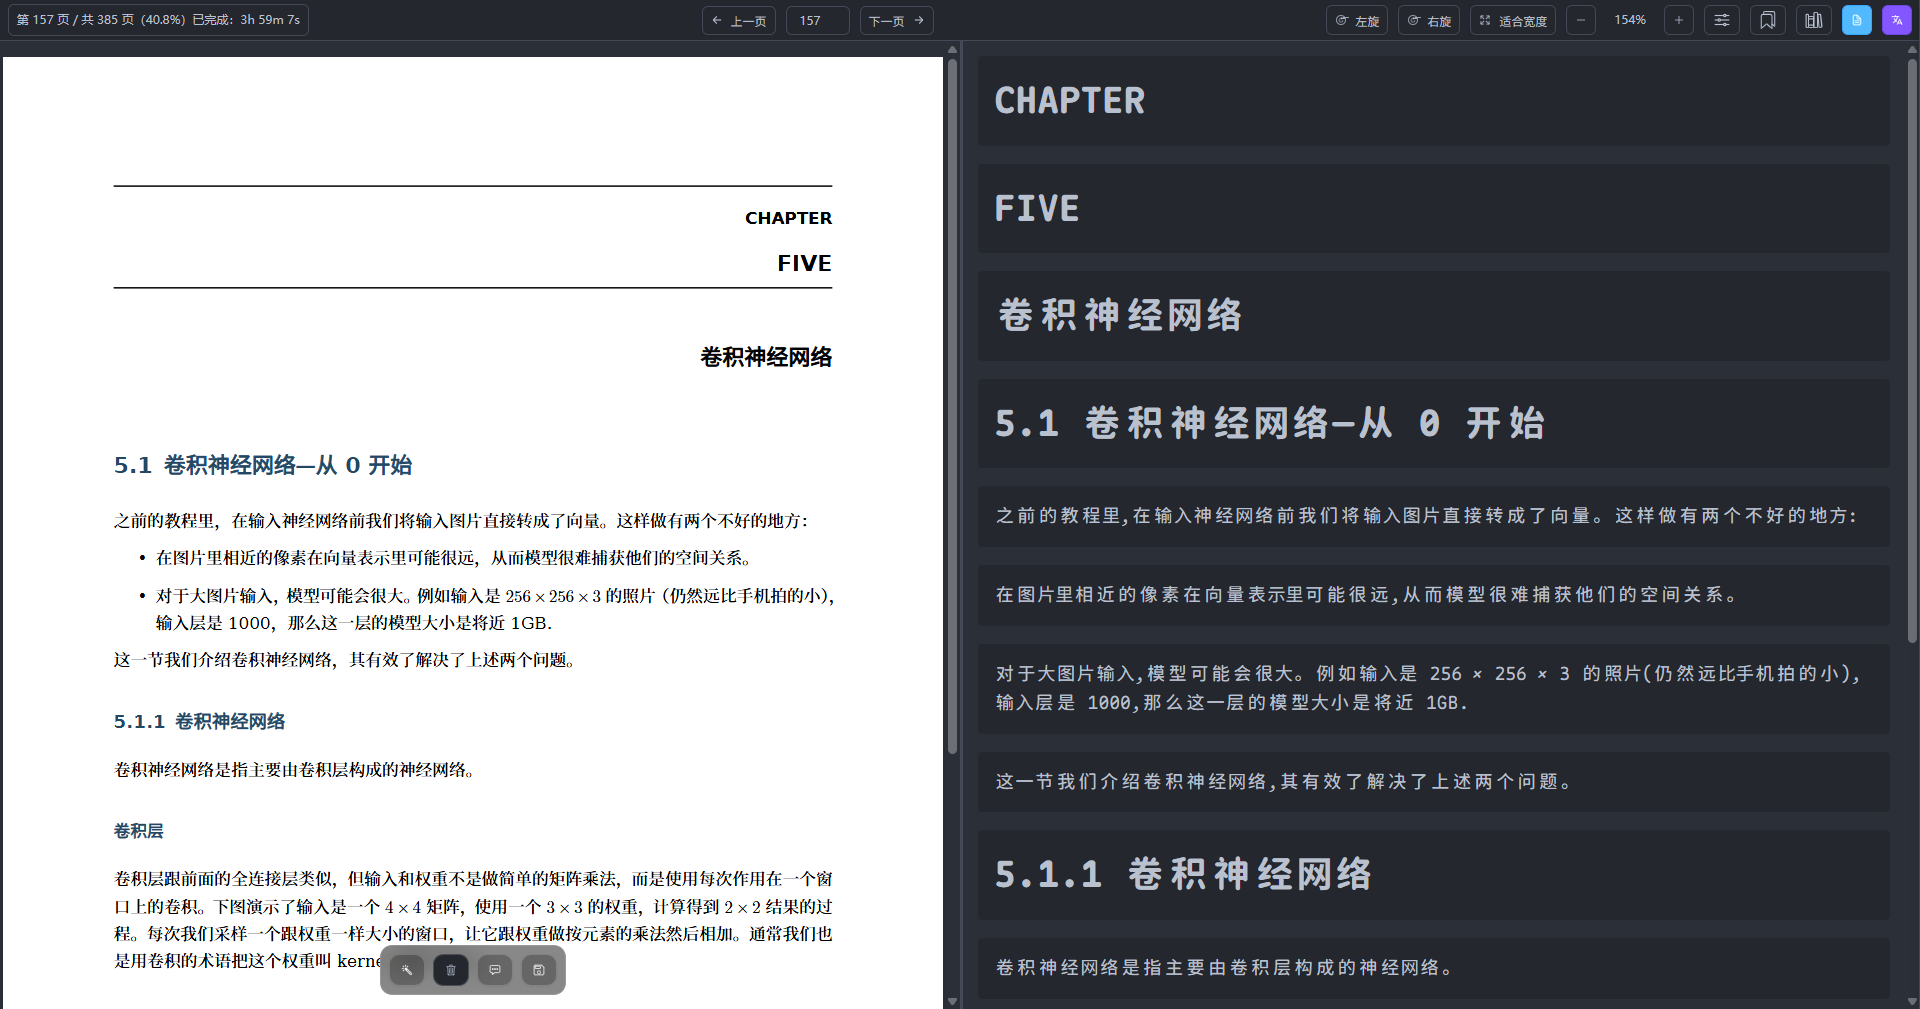 第 157 页 / 共 385 页 (40.8%) 已完成: 3h 59m 7s
← 上一页
157
下一页 →
左旋
右旋
适合宽度
−
154%
+
CHAPTER
FIVE
卷积神经网络
5.1 卷积神经网络—从 0 开始
之前的教程里，在输入神经网络前我们将输入图片直接转成了向量。这样做有两个不好的地方：
• 在图片里相近的像素在向量表示里可能很远，从而模型很难捕获他们的空间关系。
• 对于大图片输入，模型可能会很大。例如输入是 256 × 256 × 3 的照片（仍然远比手机拍的小），
输入层是 1000，那么这一层的模型大小是将近 1GB.
这一节我们介绍卷积神经网络，其有效了解决了上述两个问题。
5.1.1 卷积神经网络
卷积神经网络是指主要由卷积层构成的神经网络。
卷积层
卷积层跟前面的全连接层类似，但输入和权重不是做简单的矩阵乘法，而是使用每次作用在一个窗
口上的卷积。下图演示了输入是一个 4 × 4 矩阵，使用一个 3 × 3 的权重，计算得到 2 × 2 结果的过
程。每次我们采样一个跟权重一样大小的窗口，让它跟权重做按元素的乘法然后相加。通常我们也
是用卷积的术语把这个权重叫 kerne
CHAPTER
FIVE
卷积神经网络
5.1 卷积神经网络—从 0 开始
之前的教程里,在输入神经网络前我们将输入图片直接转成了向量。这样做有两个不好的地方:
在图片里相近的像素在向量表示里可能很远,从而模型很难捕获他们的空间关系。
对于大图片输入,模型可能会很大。例如输入是 256 × 256 × 3 的照片(仍然远比手机拍的小),
输入层是 1000,那么这一层的模型大小是将近 1GB.
这一节我们介绍卷积神经网络,其有效了解决了上述两个问题。
5.1.1 卷积神经网络
卷积神经网络是指主要由卷积层构成的神经网络。